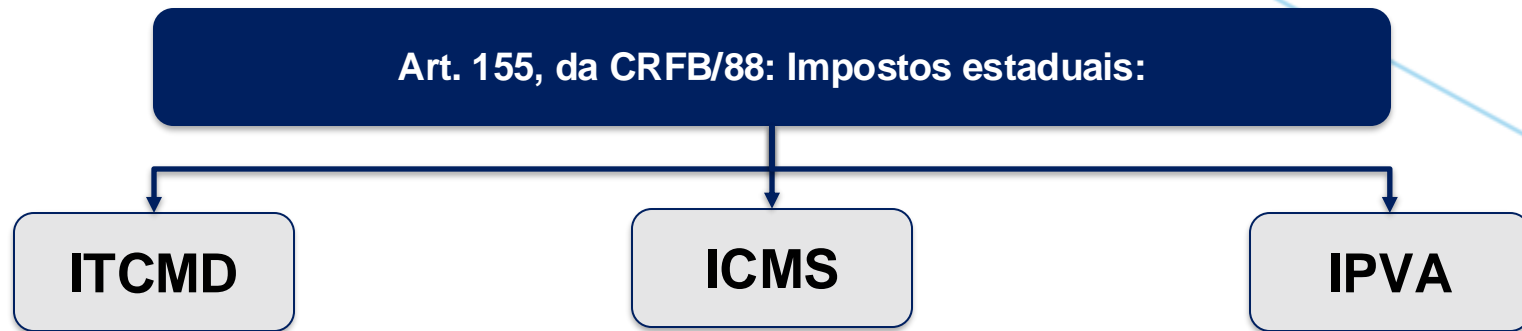 Art. 155, da CRFB/88: Impostos estaduais:
ITCMD
ICMS
IPVA